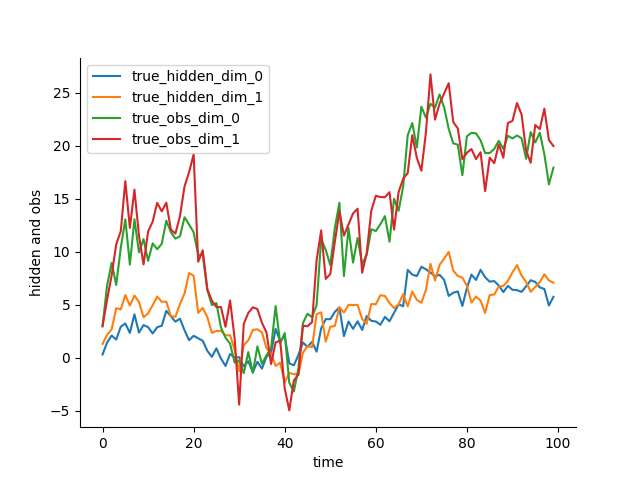 true_hidden_dim_0
true_hidden_dim_1
true_obs_dim_0
true_obs_dim_1
hidden and obs
25
20
15
10
5
0
−5
0 20 40 60 80 100
time